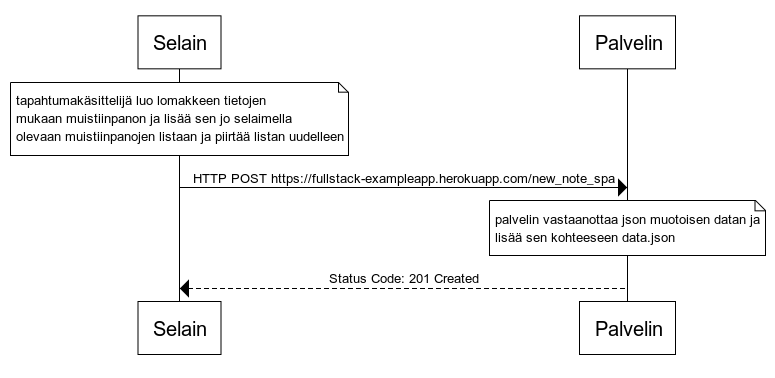 Selain
Palvelin
tapahtumakäsittelijä luo lomakkeen tietojen
mukaan muistiinpanon ja lisää sen jo selaimella
olevaan muistiinpanojen listaan ja piirtää listan uudelleen
HTTP POST https://fullstack-exampleapp.herokuapp.com/new_note_spa
palvelin vastaanottaa json muotoisen datan ja
lisää sen kohteeseen data.json
Status Code: 201 Created
Selain
Palvelin